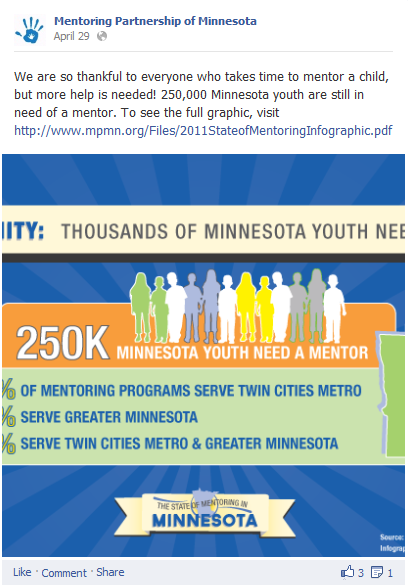 Mentoring Partnership of Minnesota
April 29
We are so thankful to everyone who takes time to mentor a child,
but more help is needed! 250,000 Minnesota youth are still in
need of a mentor. To see the full graphic, visit
http://www.mpmn.org/Files/2011StateofMentoringInfographic.pdf
ITY: THOUSANDS OF MINNESOTA YOUTH NEE
250K MINNESOTA YOUTH NEED A MENTOR
% OF MENTORING PROGRAMS SERVE TWIN CITIES METRO
% SERVE GREATER MINNESOTA
% SERVE TWIN CITIES METRO & GREATER MINNESOTA
THE STATE OF MENTORING IN
MINNESOTA
Source:
Infograp
Like · Comment · Share 3 1